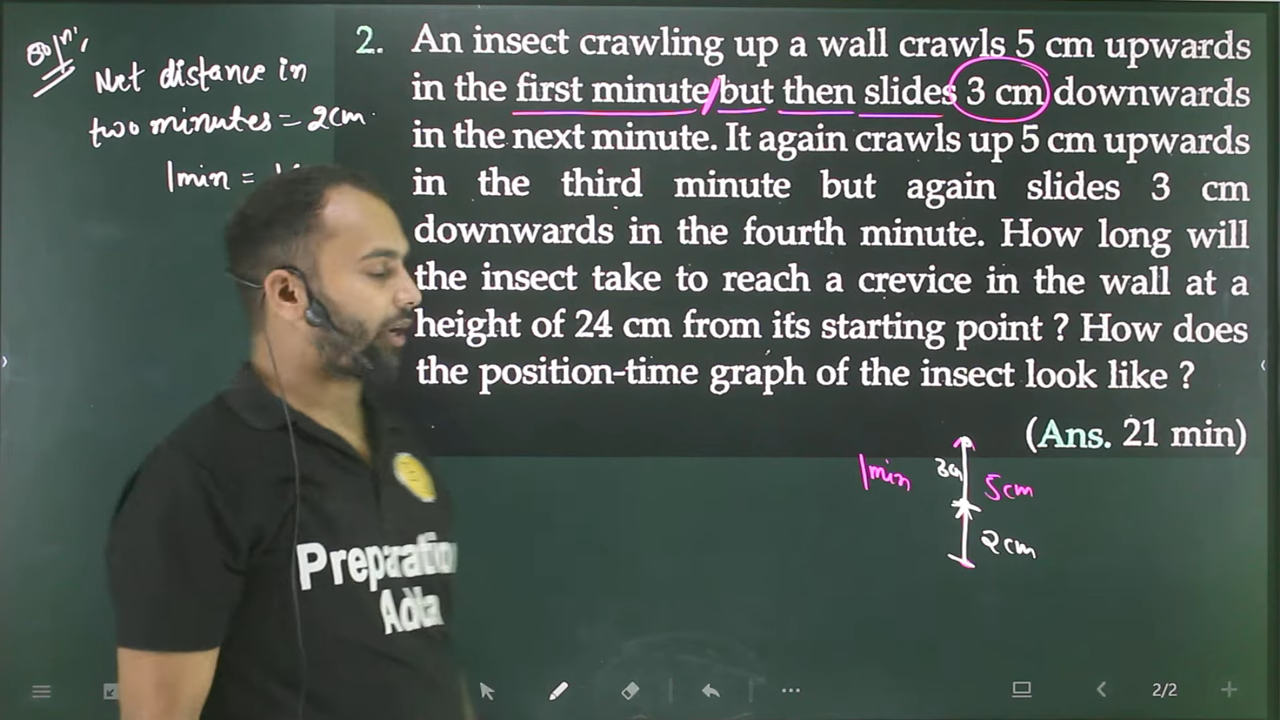 Sol'n,
Net distance in
two minutes = 2cm.
1min =
2. An insect crawling up a wall crawls 5 cm upwards
in the first minute/but then slides 3 cm downwards
in the next minute. It again crawls up 5 cm upwards
in the third minute but again slides 3 cm
downwards in the fourth minute. How long will
the insect take to reach a crevice in the wall at a
height of 24 cm from its starting point ? How does
the position-time graph of the insect look like ?
(Ans. 21 min)
1min 3cm 5cm
2cm
Preparation
Adda
2/2